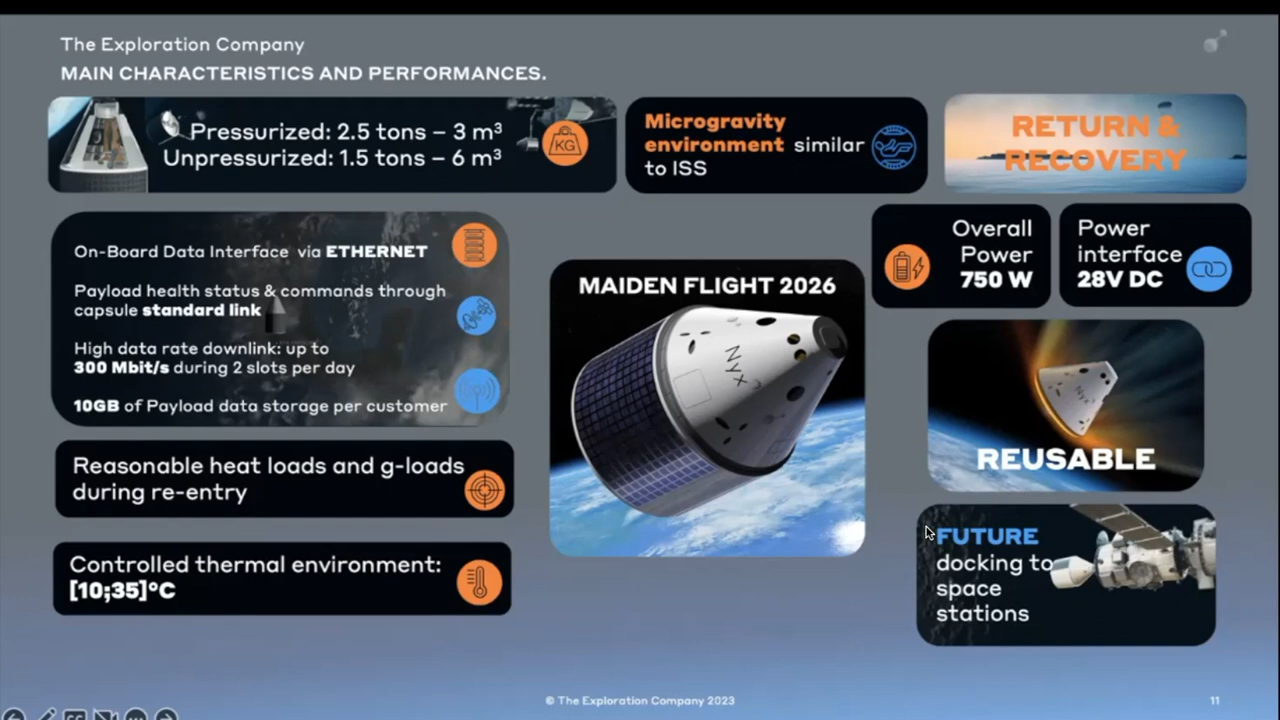 The Exploration Company
MAIN CHARACTERISTICS AND PERFORMANCES.
Pressurized: 2.5 tons – 3 m³
Unpressurized: 1.5 tons – 6 m³
KG
Microgravity
environment similar
to ISS
RETURN &
RECOVERY
On-Board Data Interface via ETHERNET
Payload health status & commands through
capsule standard link
High data rate downlink: up to
300 Mbit/s during 2 slots per day
10GB of Payload data storage per customer
Reasonable heat loads and g-loads
during re-entry
Controlled thermal environment:
[10;35]°C
MAIDEN FLIGHT 2026
Nyx
Overall
Power
750 W
Power
interface
28V DC
Nyx
REUSABLE
FUTURE
docking to
space
stations
© The Exploration Company 2023
11